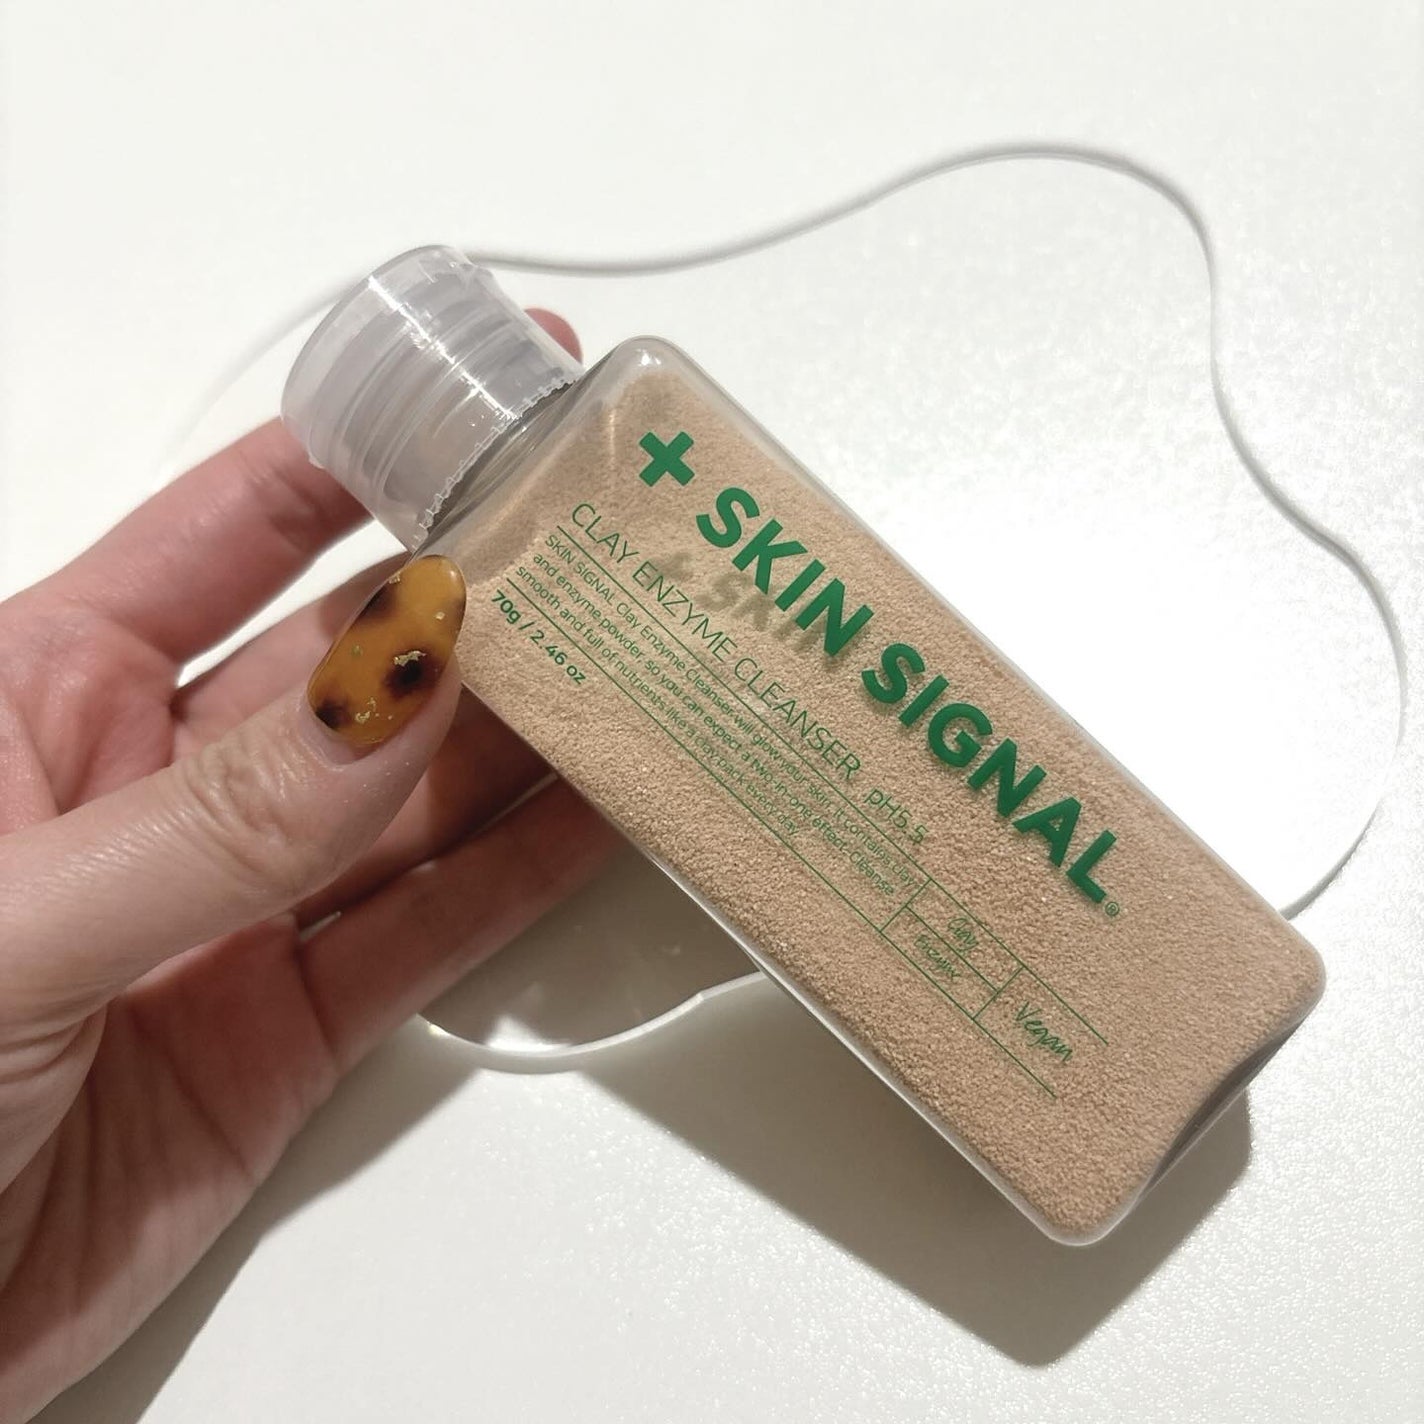 SKIN SIGNAL®
CLAY ENZYME CLEANSER pH5.5
SKIN SIGNAL Clay Enzyme Cleanser will glow your skin. It contains clay
and enzyme powder, so you can expect a two-in-one effect. Cleanse
smooth and full of nutrients like a clay pack every day
70g / 2.46 oz
Clay
Enzyme
Vegan